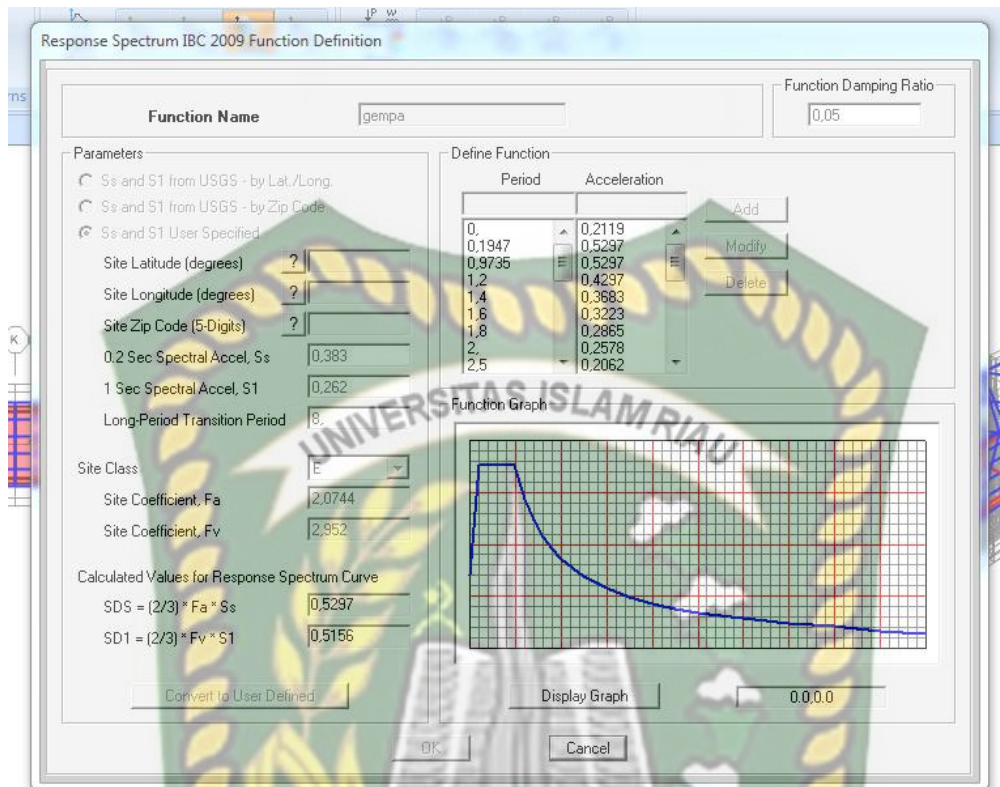 Response Spectrum IBC 2009 Function Definition
Function Damping Ratio
Function Name
gempa
0,05
Parameters
Ss and S1 from USGS - by Lat./Long.
Ss and S1 from USGS - by Zip Code
Ss and S1 User Specified
Site Latitude (degrees) ?
Site Longitude (degrees) ?
Site Zip Code (5-Digits) ?
0.2 Sec Spectral Accel, Ss 0,383
1 Sec Spectral Accel, S1 0,262
Long-Period Transition Period 8,
Site Class E
Site Coefficient, Fa 2,0744
Site Coefficient, Fv 2,952
Calculated Values for Response Spectrum Curve
SDS = (2/3) * Fa * Ss 0,5297
SD1 = (2/3) * Fv * S1 0,5156
Convert to User Defined
Define Function
Period Acceleration
0, 0,2119
0,1947 0,5297
0,9735 0,5297
1,2 0,4297
1,4 0,3683
1,6 0,3223
1,8 0,2865
2, 0,2578
2,5 0,2062
Add
Modify
Delete
Function Graph
Display Graph
0.0,0.0
OK
Cancel
UNIVERSITAS ISLAM RIAU
K
P W